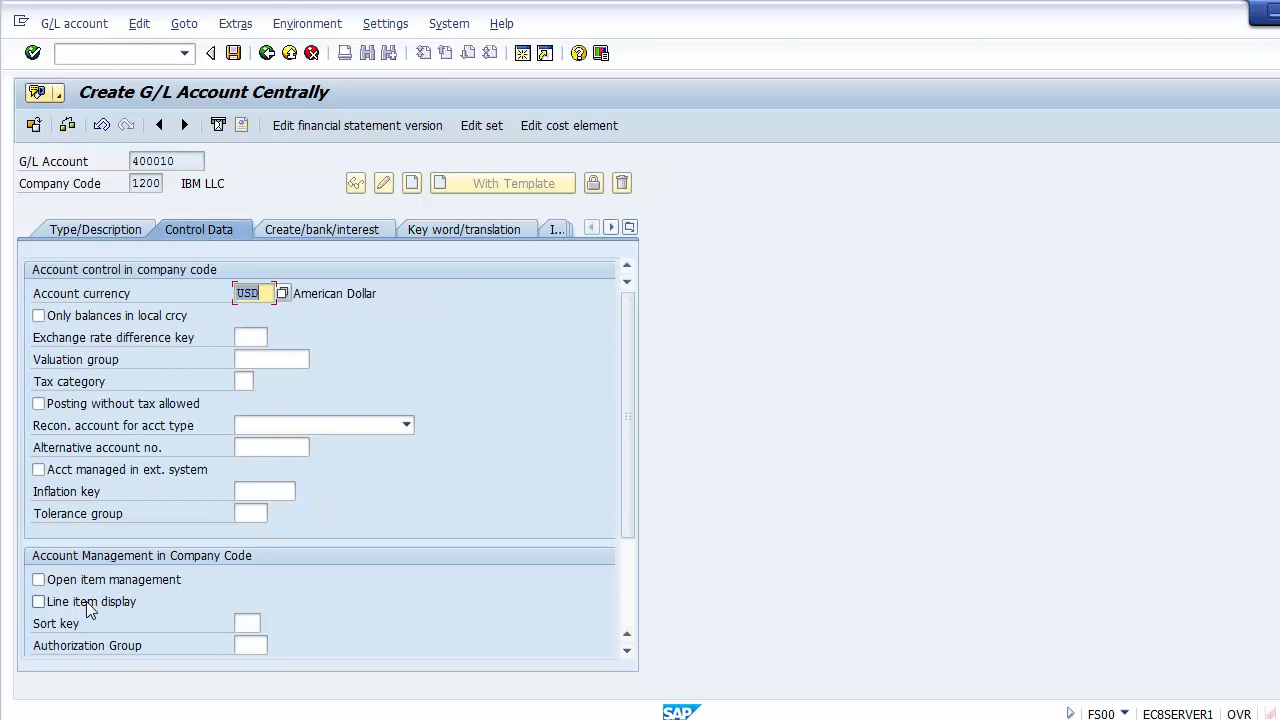 G/L account Edit Goto Extras Environment Settings System Help
Create G/L Account Centrally
Edit financial statement version Edit set Edit cost element
G/L Account 400010
Company Code 1200 IBM LLC With Template
Type/Description Control Data Create/bank/interest Key word/translation I...
Account control in company code
Account currency USD American Dollar
Only balances in local crcy
Exchange rate difference key
Valuation group
Tax category
Posting without tax allowed
Recon. account for acct type
Alternative account no.
Acct managed in ext. system
Inflation key
Tolerance group
Account Management in Company Code
Open item management
Line item display
Sort key
Authorization Group
SAP FS00 EC8SERVER1 OVR